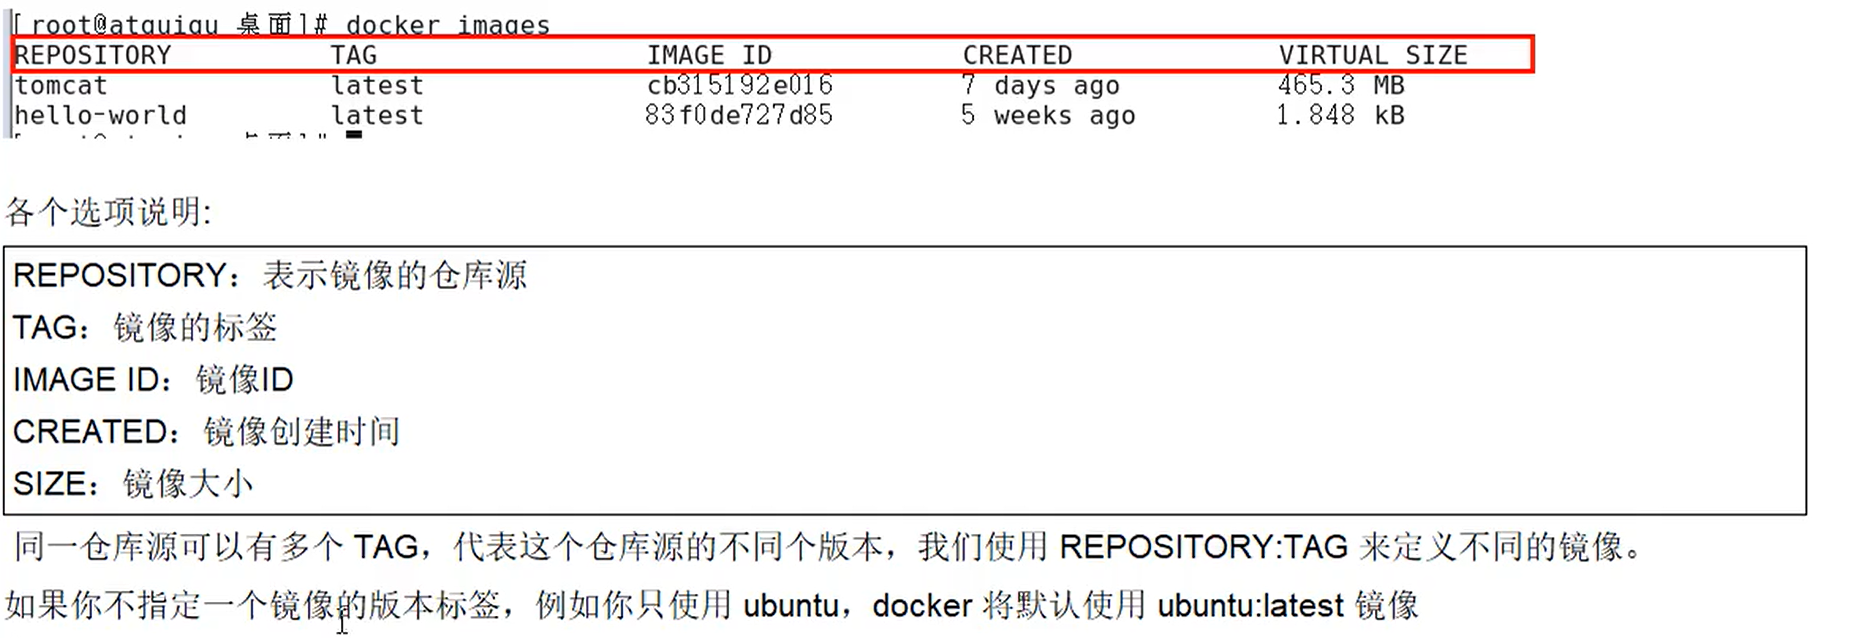 [root@atguigu 桌面]# docker images
REPOSITORY TAG IMAGE ID CREATED VIRTUAL SIZE
tomcat latest cb315192e016 7 days ago 465.3 MB
hello-world latest 83f0de727d85 5 weeks ago 1.848 kB
各个选项说明:
REPOSITORY：表示镜像的仓库源
TAG：镜像的标签
IMAGE ID：镜像ID
CREATED：镜像创建时间
SIZE：镜像大小
同一仓库源可以有多个 TAG，代表这个仓库源的不同个版本，我们使用 REPOSITORY:TAG 来定义不同的镜像。
如果你不指定一个镜像的版本标签，例如你只使用 ubuntu，docker 将默认使用 ubuntu:latest 镜像